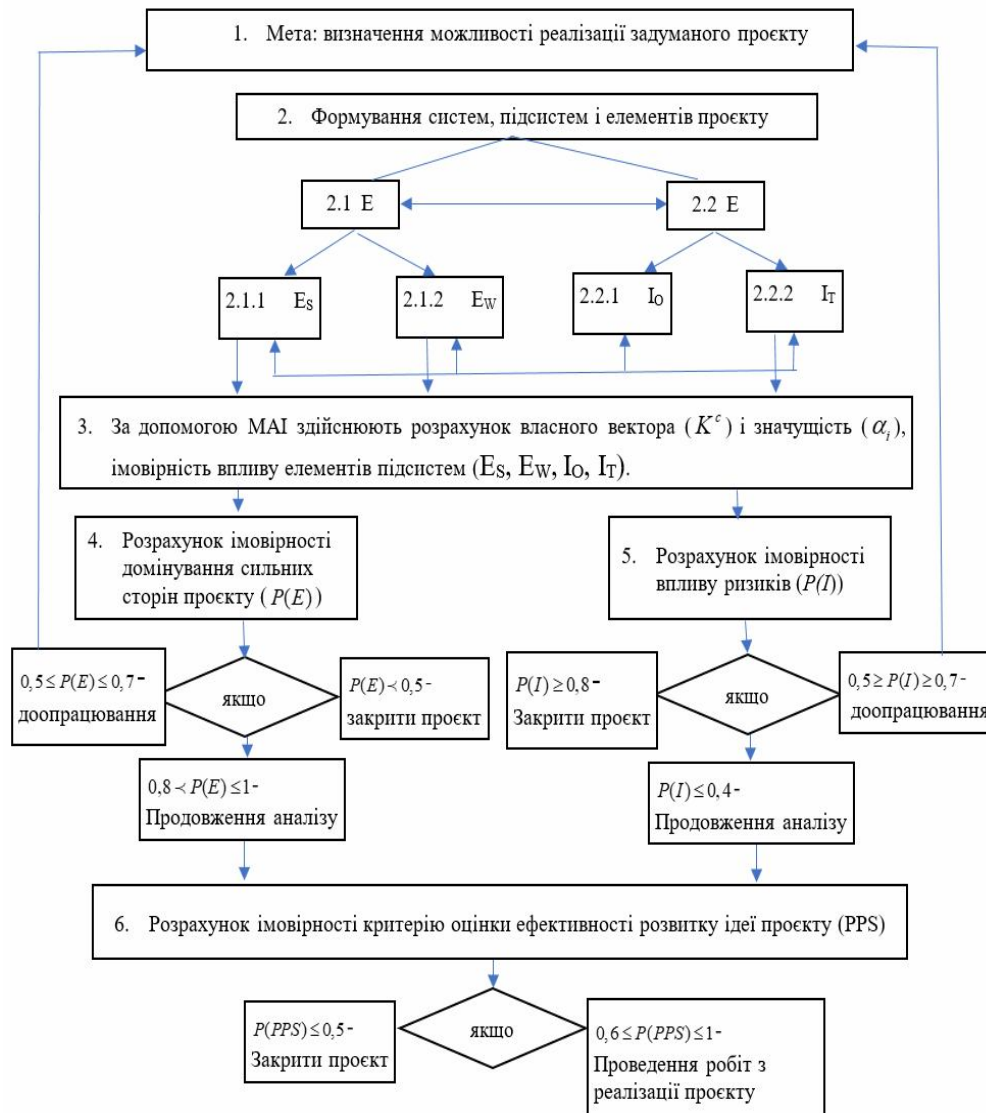 1. Мета: визначення можливості реалізації задуманого проєкту
2. Формування систем, підсистем і елементів проєкту
2.1 Е
2.2 Е
2.1.1 E_S
2.1.2 E_W
2.2.1 I_O
2.2.2 I_T
3. За допомогою МАІ здійснюють розрахунок власного вектора (K^c) і значущість (α_i),
імовірність впливу елементів підсистем (E_S, E_W, I_O, I_T).
4. Розрахунок імовірності
домінування сильних
сторін проєкту (P(E))
5. Розрахунок імовірності
впливу ризиків (P(I))
0,5 ≤ P(E) ≤ 0,7 -
доопрацювання
якщо
P(E) ≺ 0,5 -
закрити проєкт
P(I) ≥ 0,8 -
Закрити проєкт
якщо
0,5 ≥ P(I) ≥ 0,7 -
доопрацювання
0,8 ≺ P(E) ≤ 1 -
Продовження аналізу
P(I) ≤ 0,4 -
Продовження аналізу
6. Розрахунок імовірності критерію оцінки ефективності розвитку ідеї проєкту (PPS)
P(PPS) ≤ 0,5 -
Закрити проєкт
якщо
0,6 ≤ P(PPS) ≤ 1 -
Проведення робіт з
реалізації проєкту